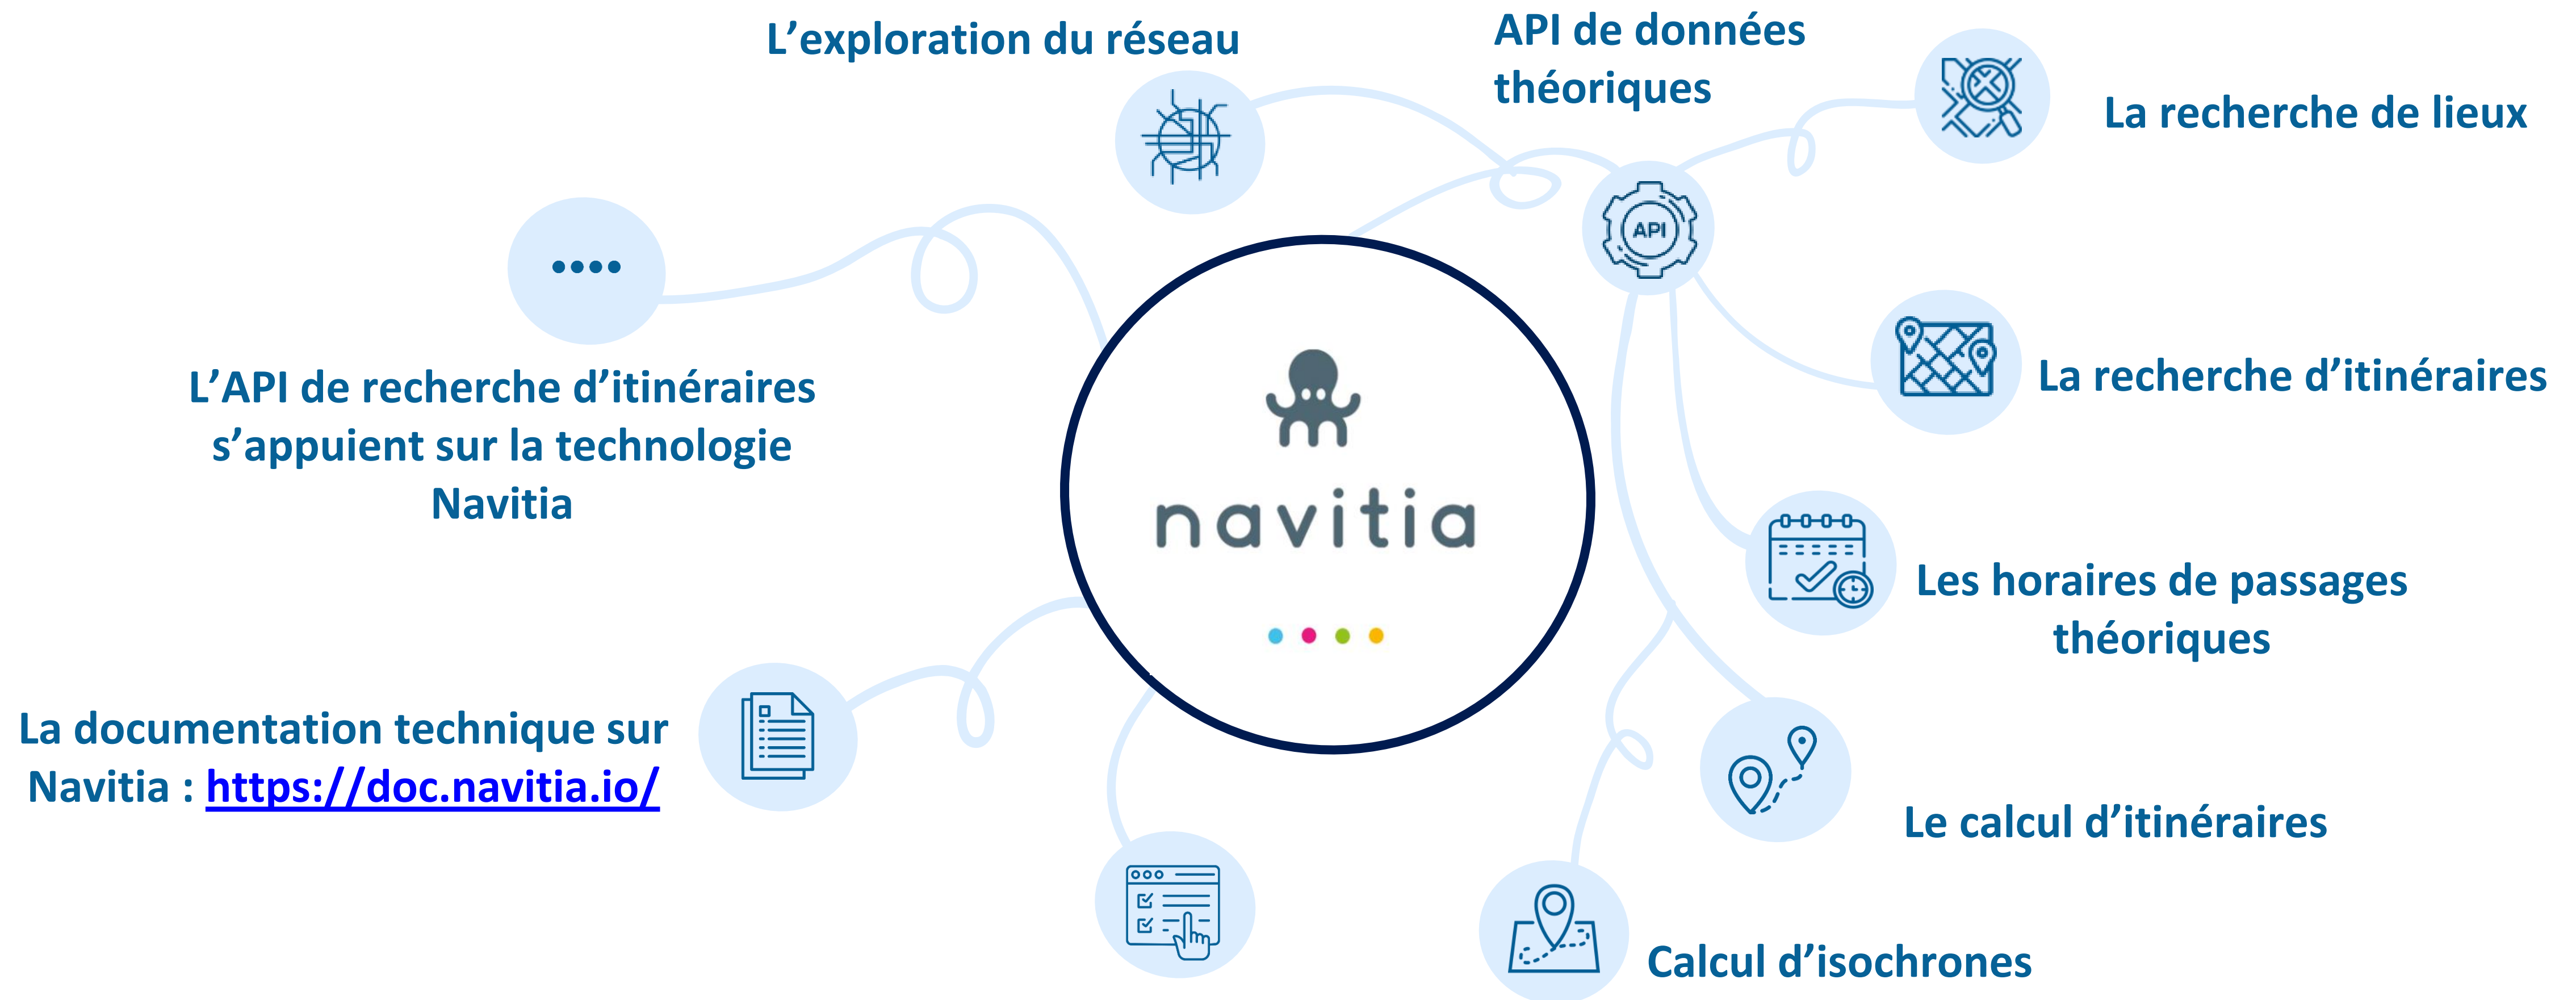 L’exploration du réseau
API de données
théoriques
La recherche de lieux
API
••••
L’API de recherche d’itinéraires
s’appuient sur la technologie
Navitia
La recherche d’itinéraires
navitia
Les horaires de passages
théoriques
La documentation technique sur
Navitia : https://doc.navitia.io/
Le calcul d’itinéraires
Calcul d’isochrones